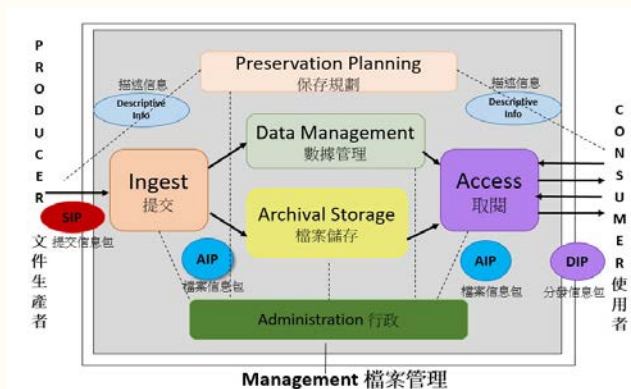 PRODUCER
文件生產者
Preservation Planning
保存規劃
描述信息
Descriptive
Info
描述信息
Descriptive
Info
Data Management
數據管理
Ingest
提交
Access
取閱
Archival Storage
檔案儲存
SIP
提交信息包
AIP
檔案信息包
AIP
檔案信息包
DIP
分發信息包
Administration 行政
Management 檔案管理
CONSUMER
使用者